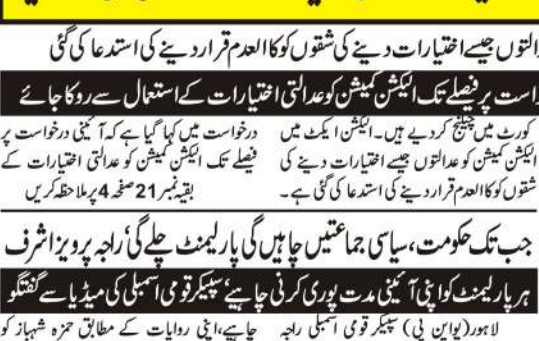 التوں جیسے اختیارات دینے کی شقوں کو کالعدم قرار دینے کی استدعا کی گئی
است پر فیصلے تک الیکشن کمیشن کو عدالتی اختیارات کے استعمال سے روکا جائے
کورٹ میں چیلنج کردیے ہیں۔ الیکشن ایکٹ میں
الیکشن کمیشن کو عدالتوں جیسے اختیارات دینے کی
شقوں کو کالعدم قرار دینے کی استدعا کی گئی ہے۔
درخواست میں کہا گیا ہے کہ آئینی درخواست پر
فیصلے تک الیکشن کمیشن کو عدالتی اختیارات کے
بقیہ نمبر 21 صفحہ 4 پر ملاحظہ کریں
جب تک حکومت، سیاسی جماعتیں چاہیں گی پارلیمنٹ چلے گی‘ راجہ پرویز اشرف
ہر پارلیمنٹ کو اپنی آئینی مدت پوری کرنی چاہیے‘ سپیکر قومی اسمبلی کی میڈیا سے گفتگو
لاہور (یو این پی) سپیکر قومی اسمبلی راجہ
چاہیے، اپنی روایات کے مطابق حمزہ شہباز کو